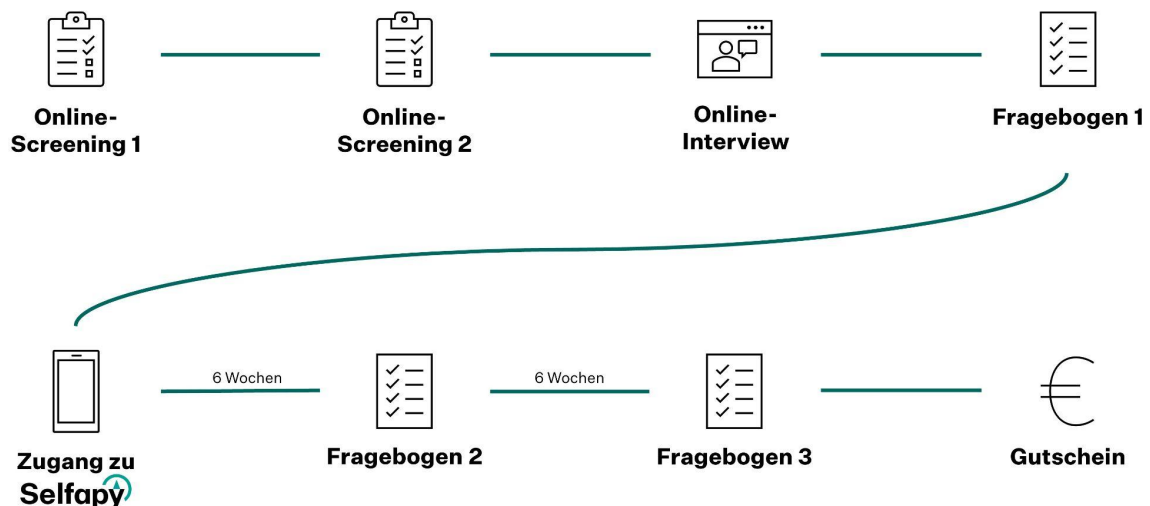 Online-
Screening 1
Online-
Screening 2
Online-
Interview
Fragebogen 1
6 Wochen
6 Wochen
Zugang zu
Selfapy
Fragebogen 2
Fragebogen 3
Gutschein